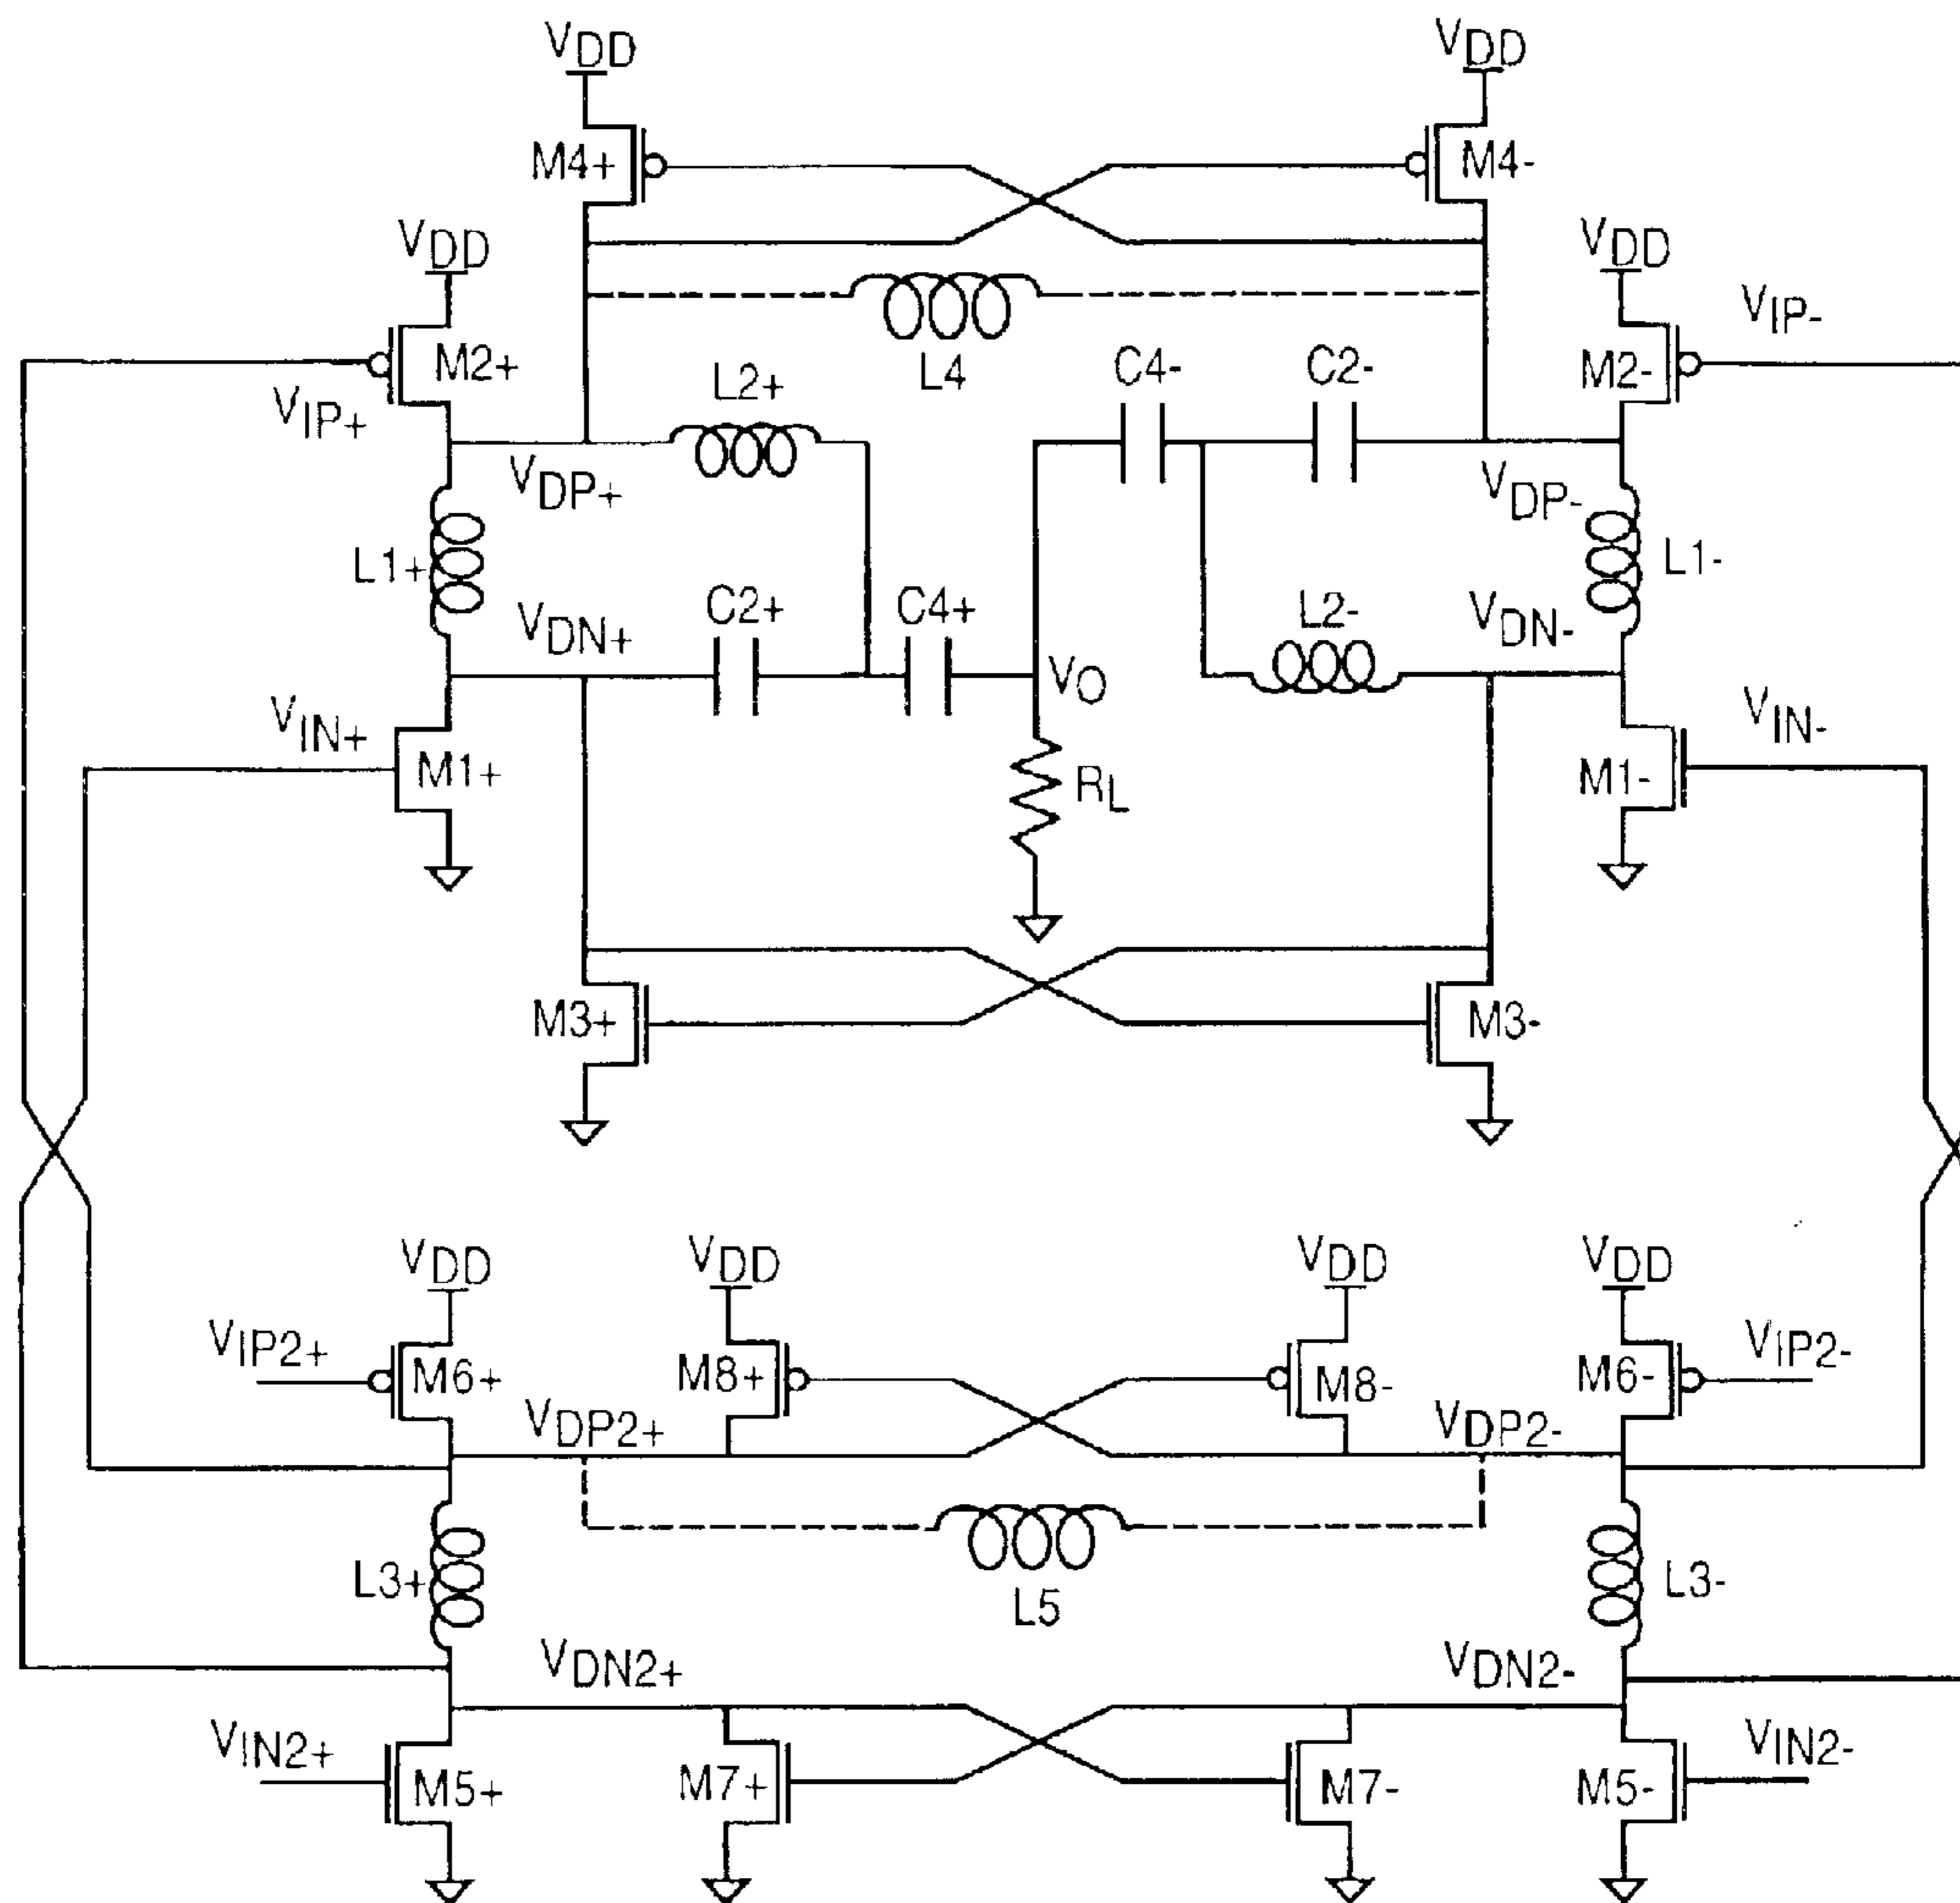 VDD VDD
M4+ M4-
VDD VDD
VIP-
M2+ L2+ L4 C4- C2- M2-
VIP+
VDP+ VDP-
L1+ L1-
C2+ C4+ L2-
VDN+ VDN-
VO
VIN+ VIN-
M1+ RL M1-
M3+ M3-
VDD VDD VDD VDD
VIP2+ VIP2-
M6+ M8+ M8- M6-
VDP2+ VDP2-
L3+ L5 L3-
VDN2+ VDN2-
VIN2+ VIN2-
M5+ M7+ M7- M5-